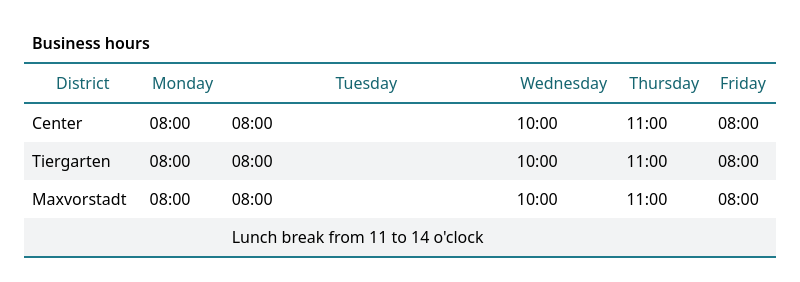 Business hours
District Monday Tuesday Wednesday Thursday Friday
Center 08:00 08:00 10:00 11:00 08:00
Tiergarten 08:00 08:00 10:00 11:00 08:00
Maxvorstadt 08:00 08:00 10:00 11:00 08:00
Lunch break from 11 to 14 o'clock